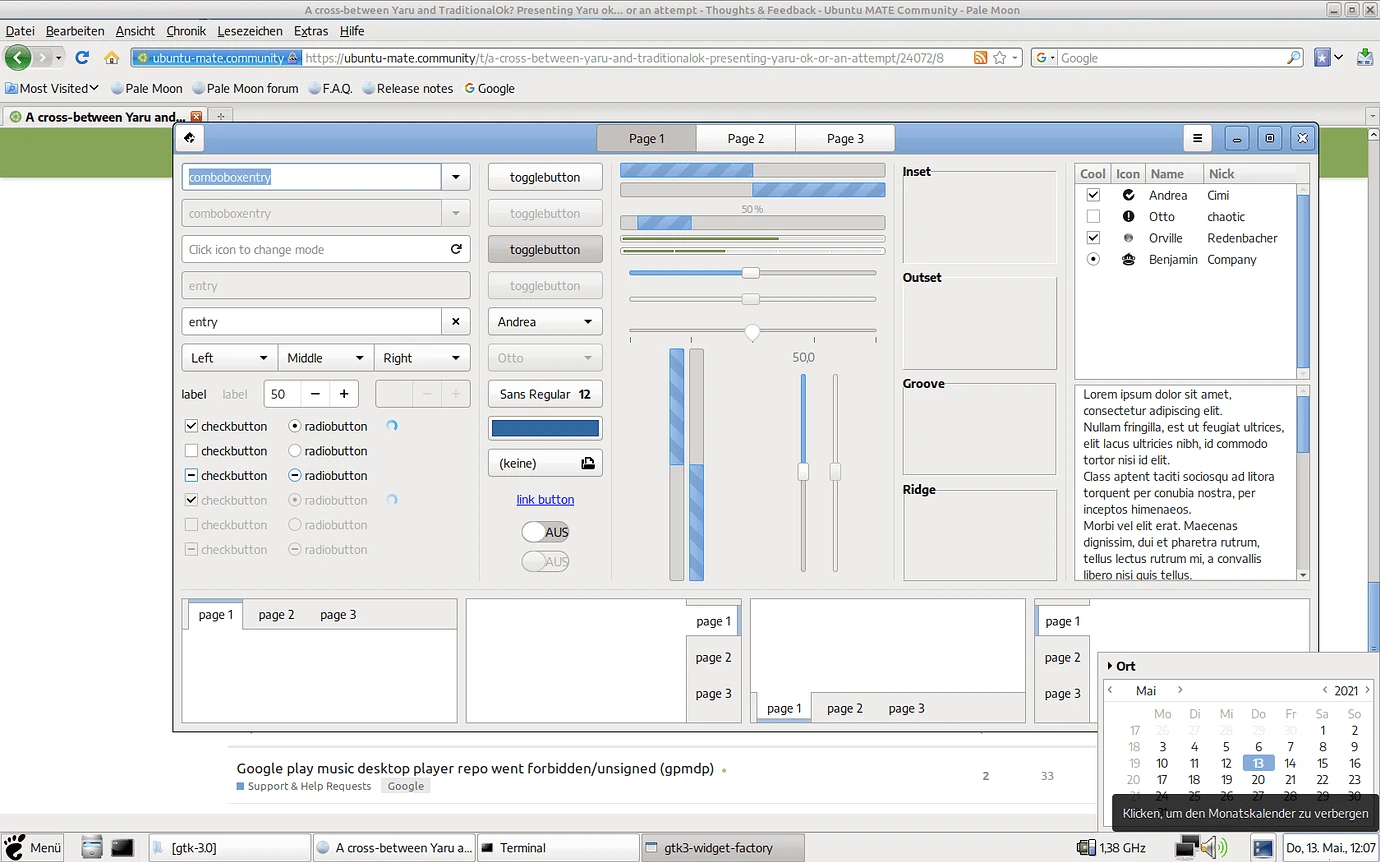 A cross-between Yaru and TraditionalOk? Presenting Yaru ok... or an attempt - Thoughts & Feedback - Ubuntu MATE Community - Pale Moon
Datei Bearbeiten Ansicht Chronik Lesezeichen Extras Hilfe
ubuntu-mate.community https://ubuntu-mate.community/t/a-cross-between-yaru-and-traditionalok-presenting-yaru-ok-or-an-attempt/24072/8 G Google
Most Visited Pale Moon Pale Moon forum F.A.Q. Release notes G Google
A cross-between Yaru and...
Page 1 Page 2 Page 3
comboboxentry
comboboxentry
Click icon to change mode
entry
entry
Left Middle Right
label label 50
checkbutton radiobutton
checkbutton radiobutton
checkbutton radiobutton
checkbutton radiobutton
checkbutton radiobutton
checkbutton radiobutton
togglebutton
togglebutton
togglebutton
togglebutton
Andrea
Otto
Sans Regular 12
(keine)
link button
AUS
AUS
50 %
50,0
Inset
Outset
Groove
Ridge
Cool Icon Name Nick
Andrea Cimi
Otto chaotic
Orville Redenbacher
Benjamin Company
Lorem ipsum dolor sit amet,
consectetur adipiscing elit.
Nullam fringilla, est ut feugiat ultrices,
elit lacus ultricies nibh, id commodo
tortor nisi id elit.
Class aptent taciti sociosqu ad litora
torquent per conubia nostra, per
inceptos himenaeos.
Morbi vel elit erat. Maecenas
dignissim, dui et pharetra rutrum,
tellus lectus rutrum mi, a convallis
libero nisi quis tellus.
page 1 page 2 page 3
page 1
page 2
page 3
page 1 page 2 page 3
page 1
page 2
page 3
Ort
Mai 2021
Mo Di Mi Do Fr Sa So
17 26 27 28 29 30 1 2
18 3 4 5 6 7 8 9
19 10 11 12 13 14 15 16
20 17 18 19 20 21 22 23
21 24 25 26 27 28 29 30
Klicken, um den Monatskalender zu verbergen
Google play music desktop player repo went forbidden/unsigned (gpmdp)
Support & Help Requests Google
2 33
Menü [gtk-3.0] A cross-between Yaru a... Terminal gtk3-widget-factory 1,38 GHz Do, 13. Mai., 12:07